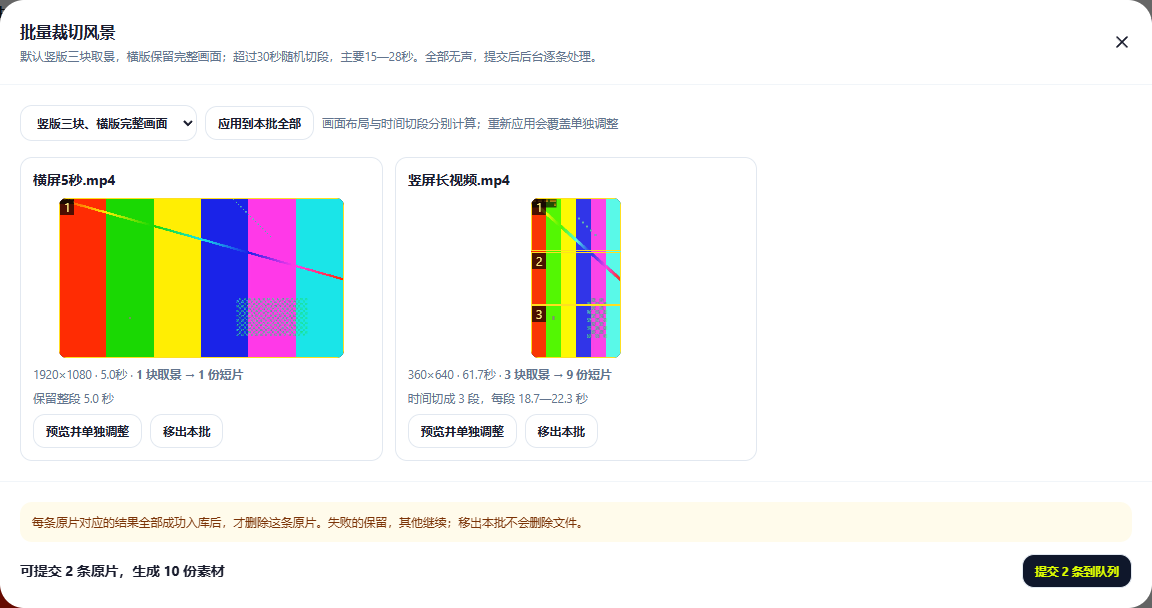 批量裁切风景
默认竖版三块取景，横版保留完整画面；超过30秒随机切段，主要15—28秒。全部无声，提交后后台逐条处理。
竖版三块、横版完整画面
应用到本批全部
画面布局与时间切段分别计算；重新应用会覆盖单独调整
横屏5秒.mp4
1
1920×1080 · 5.0秒 · 1 块取景 → 1 份短片
保留整段 5.0 秒
预览并单独调整
移出本批
竖屏长视频.mp4
1
2
3
360×640 · 61.7秒 · 3 块取景 → 9 份短片
时间切成 3 段，每段 18.7—22.3 秒
预览并单独调整
移出本批
每条原片对应的结果全部成功入库后，才删除这条原片。失败的保留，其他继续；移出本批不会删除文件。
可提交 2 条原片，生成 10 份素材
提交 2 条到队列